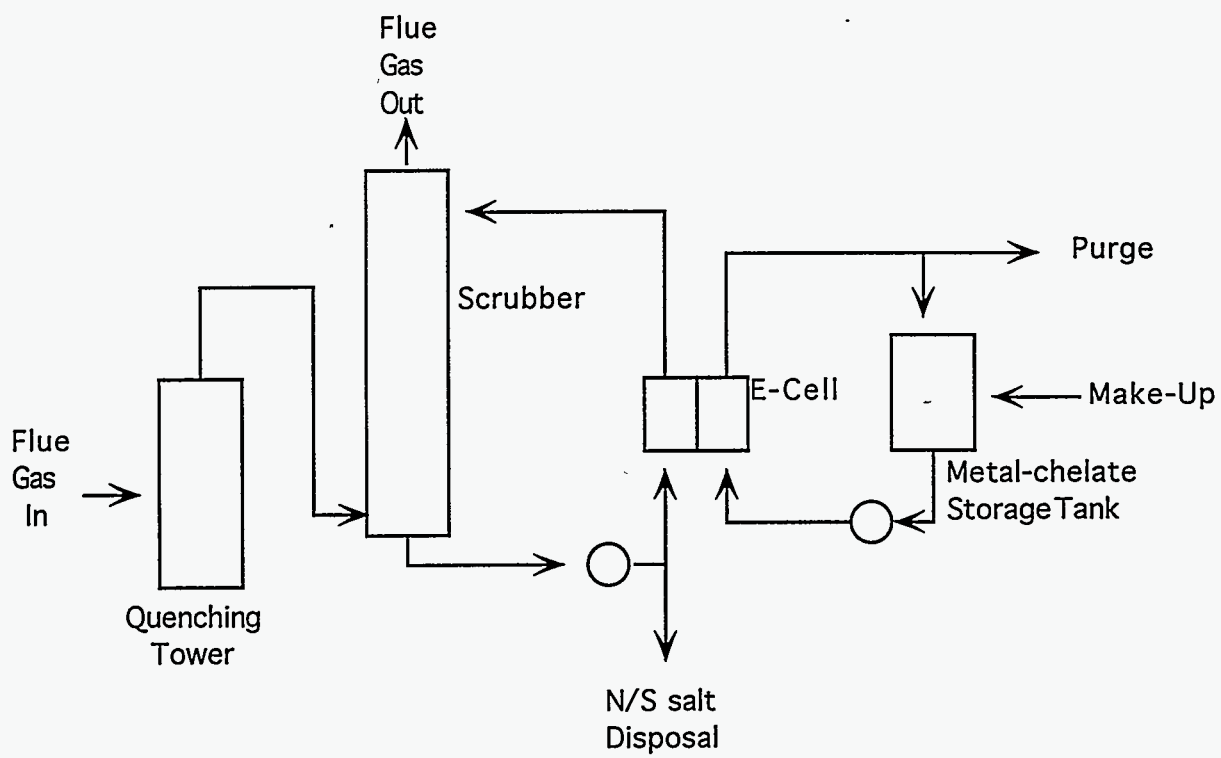 Flue
Gas
Out
Purge
Scrubber
E-Cell
Make-Up
Flue
Gas
In
Metal-chelate
Storage Tank
Quenching
Tower
N/S salt
Disposal